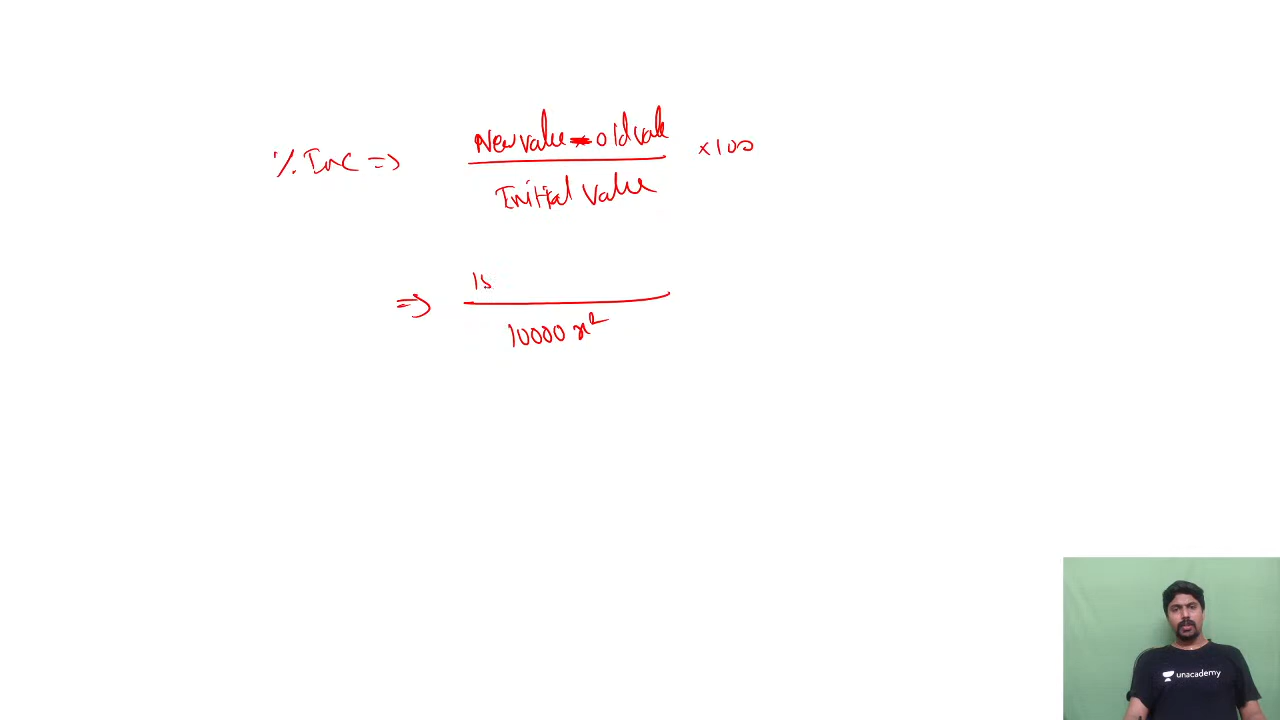 % Inc => New value - old value × 100
Initial value
=> 15
10000 x²
unacademy